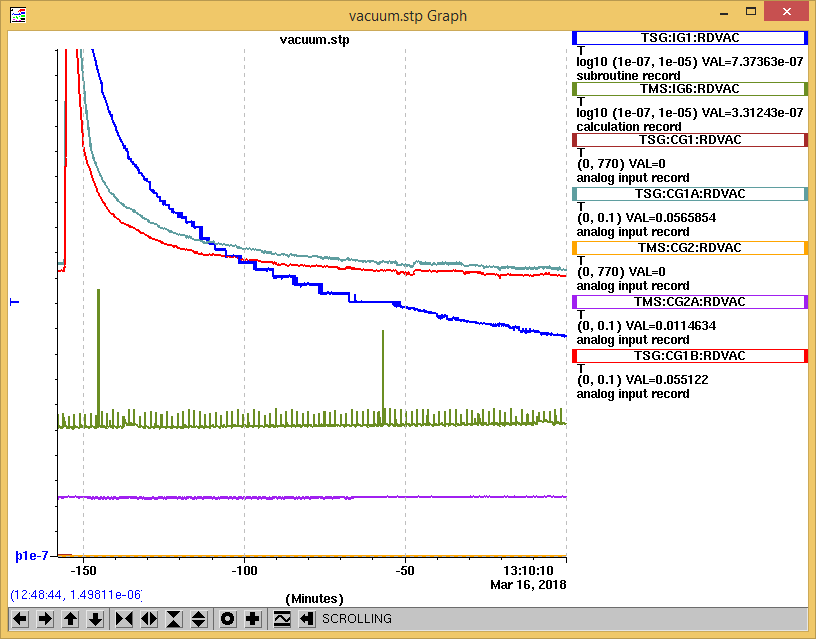 vacuum.stp Graph
vacuum.stp
TSG:IG1:RDVAC
T
log10 (1e-07, 1e-05) VAL=7.37363e-07
subroutine record
TMS:IG6:RDVAC
T
log10 (1e-07, 1e-05) VAL=3.31243e-07
calculation record
TSG:CG1:RDVAC
T
(0, 770) VAL=0
analog input record
TSG:CG1A:RDVAC
T
(0, 0.1) VAL=0.0565854
analog input record
TMS:CG2:RDVAC
T
(0, 770) VAL=0
analog input record
TMS:CG2A:RDVAC
T
(0, 0.1) VAL=0.0114634
analog input record
TSG:CG1B:RDVAC
T
(0, 0.1) VAL=0.055122
analog input record
T
1e-7
-150
-100
-50
13:10:10
Mar 16, 2018
(12:48:44, 1.49811e-06)
(Minutes)
SCROLLING